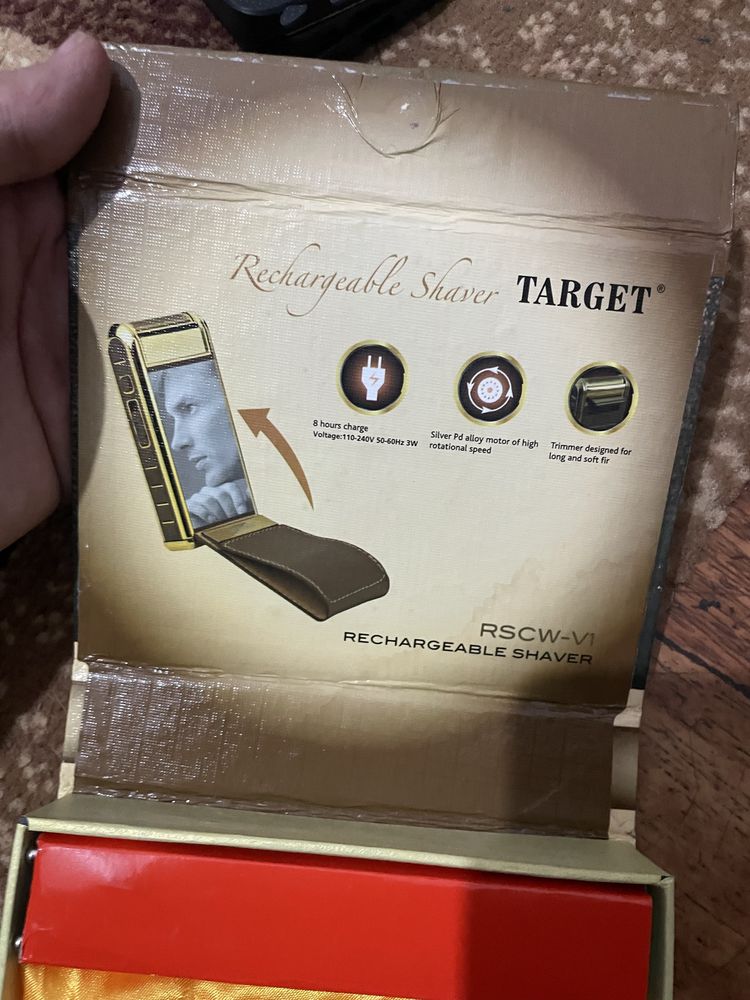 Rechargeable Shaver TARGET®
8 hours charge
Voltage:110-240V 50-60Hz 3W
Silver Pd alloy motor of high
rotational speed
Trimmer designed for
long and soft fir
RSCW-V1
RECHARGEABLE SHAVER